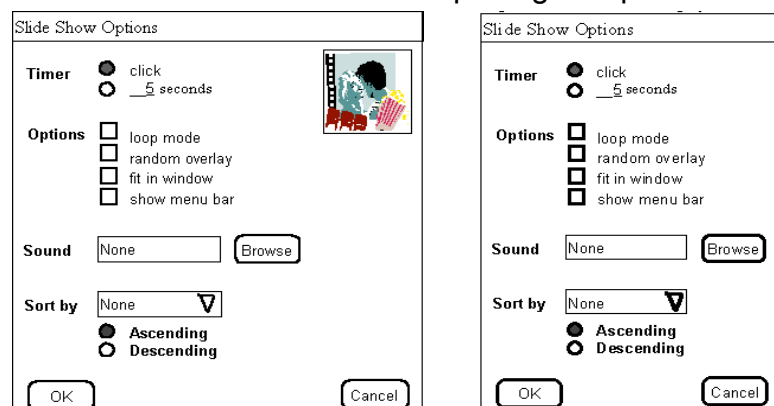 Slide Show Options
Timer
click
5 seconds
Options
loop mode
random overlay
fit in window
show menu bar
Sound
None
Browse
Sort by
None
Ascending
Descending
OK
Cancel
Slide Show Options
Timer
click
5 seconds
Options
loop mode
random overlay
fit in window
show menu bar
Sound
None
Browse
Sort by
None
Ascending
Descending
OK
Cancel